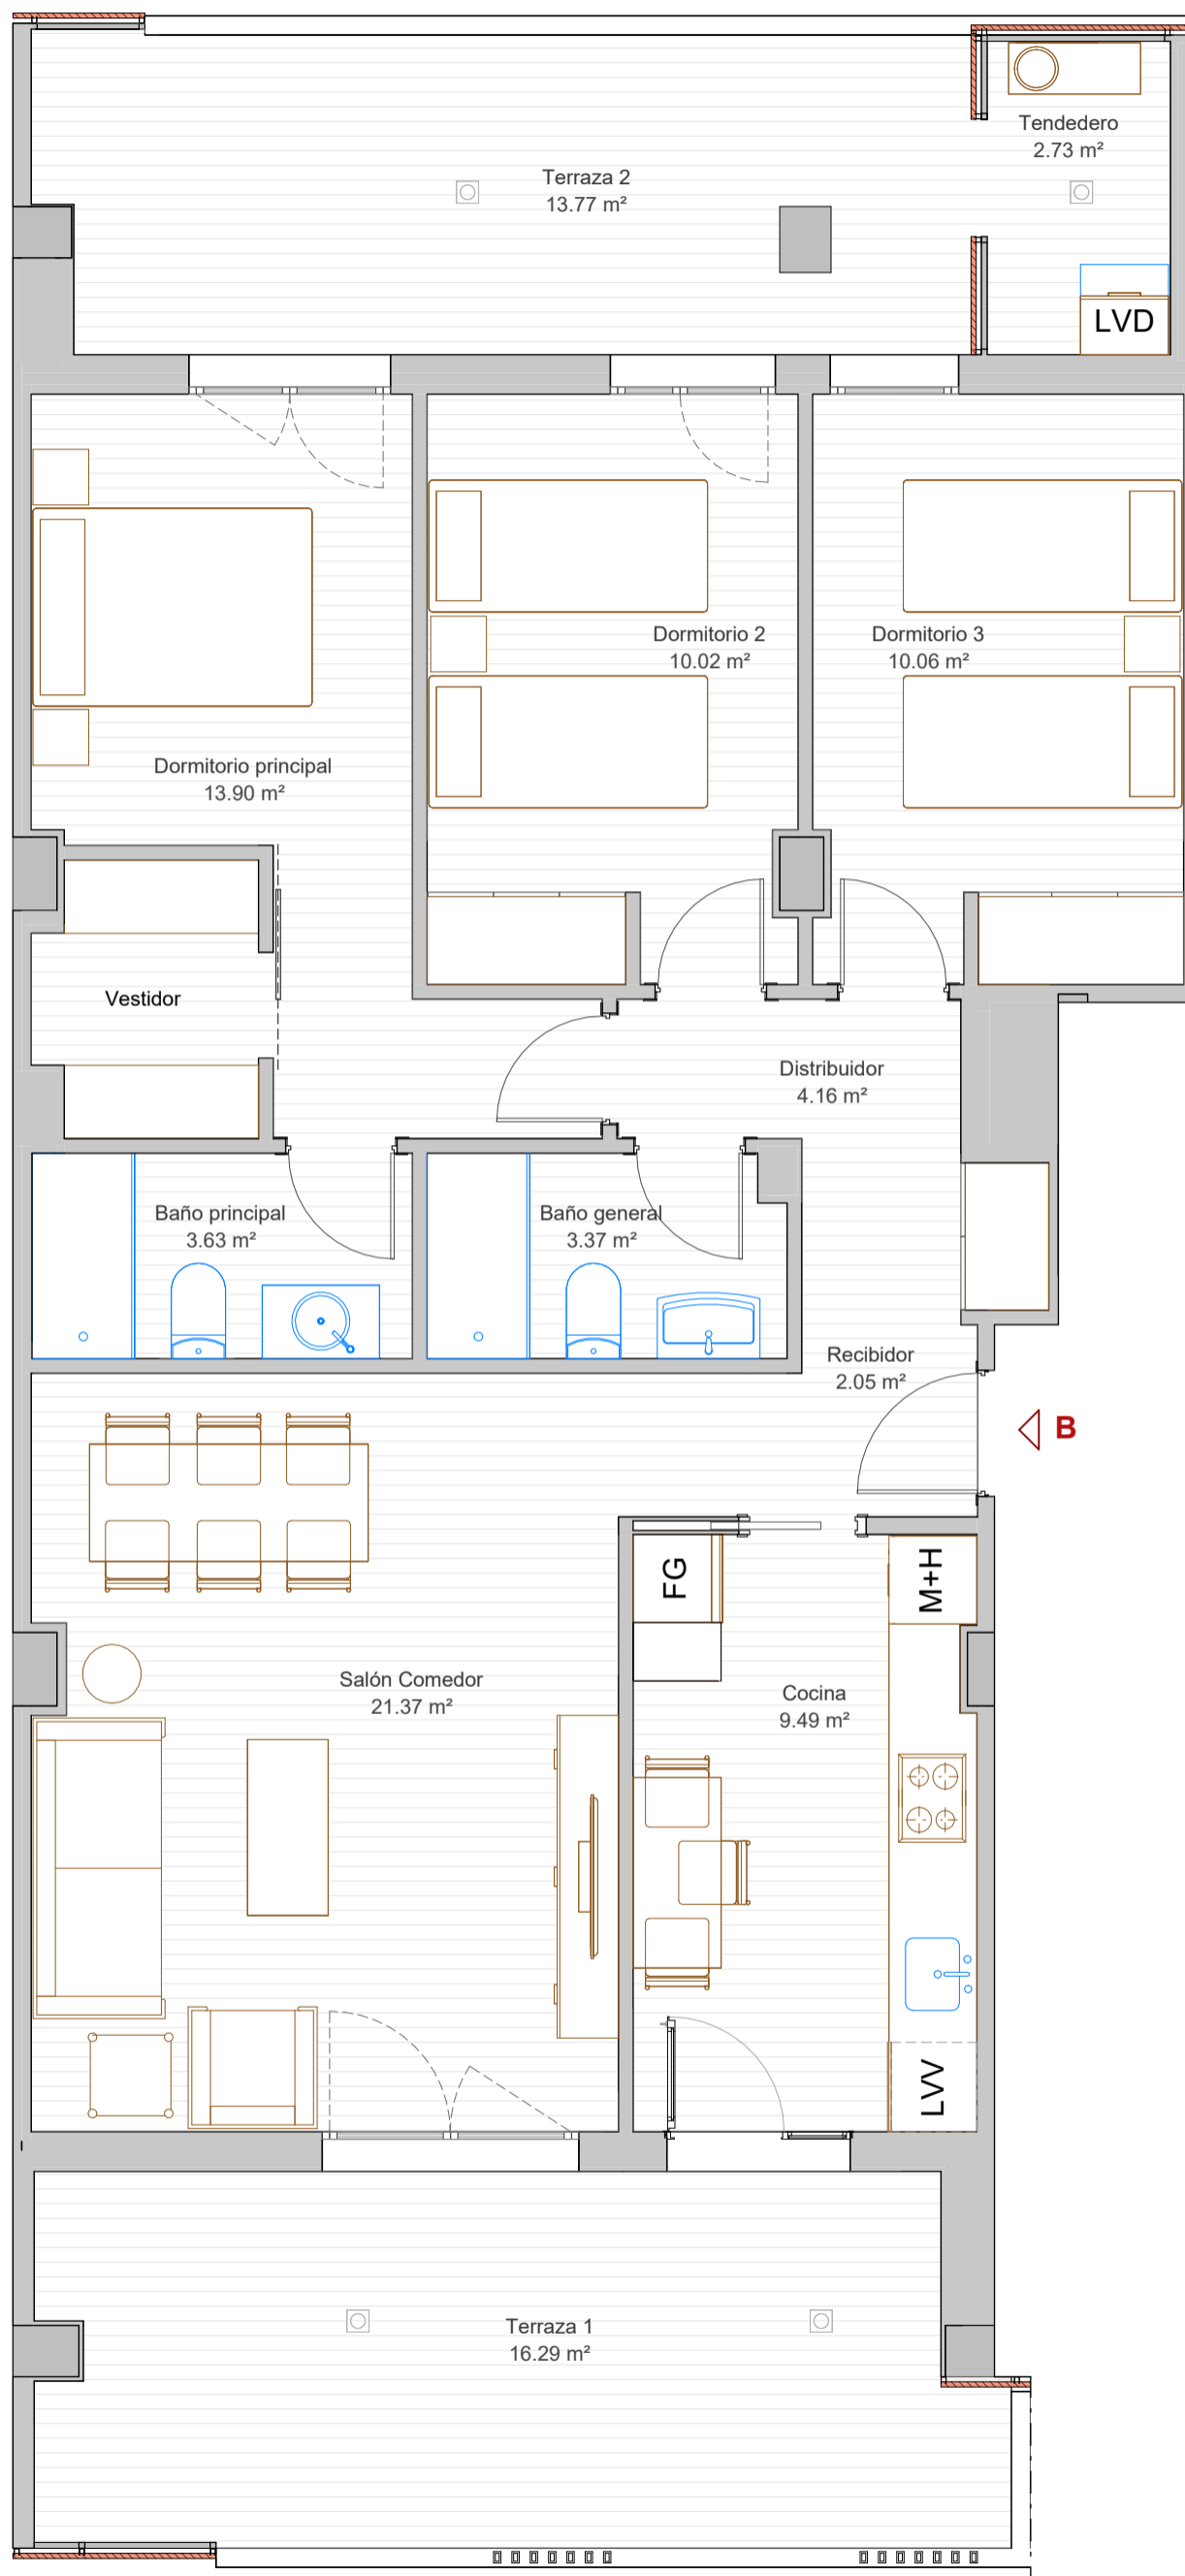 Tendedero
2.73 m²
Terraza 2
13.77 m²
LVD
Dormitorio 2
10.02 m²
Dormitorio 3
10.06 m²
Dormitorio principal
13.90 m²
Vestidor
Distribuidor
4.16 m²
Baño principal
3.63 m²
Baño general
3.37 m²
Recibidor
2.05 m²
B
FG
M+H
Salón Comedor
21.37 m²
Cocina
9.49 m²
LVV
Terraza 1
16.29 m²